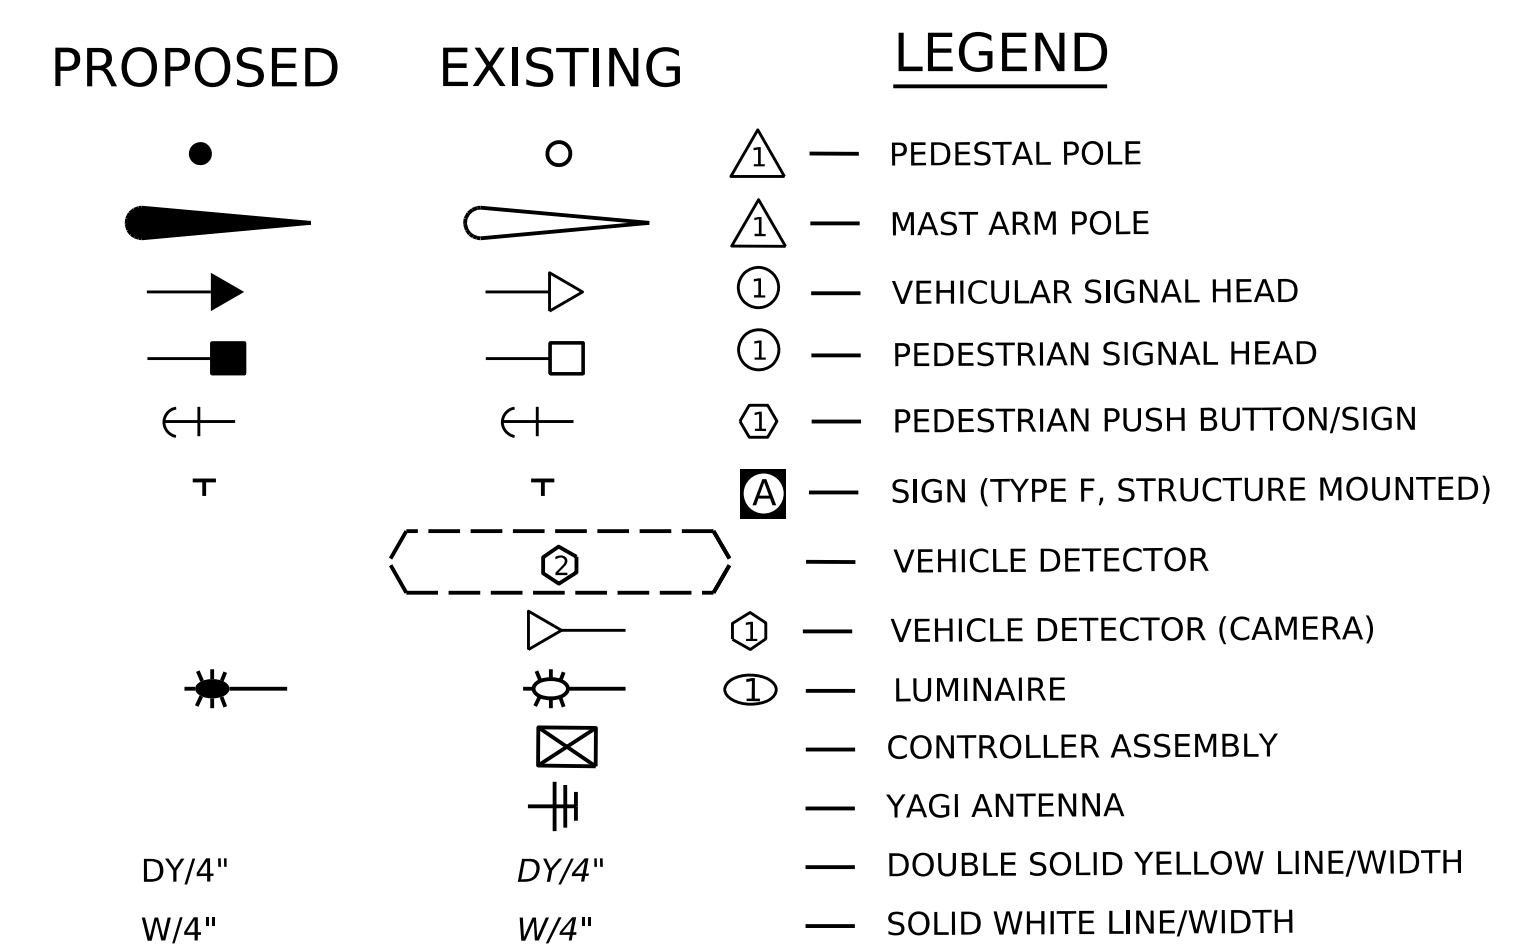 PROPOSED EXISTING LEGEND
1 PEDESTAL POLE
1 MAST ARM POLE
1 VEHICULAR SIGNAL HEAD
1 PEDESTRIAN SIGNAL HEAD
1 PEDESTRIAN PUSH BUTTON/SIGN
A SIGN (TYPE F, STRUCTURE MOUNTED)
2 VEHICLE DETECTOR
1 VEHICLE DETECTOR (CAMERA)
1 LUMINAIRE
CONTROLLER ASSEMBLY
YAGI ANTENNA
DY/4" DY/4" DOUBLE SOLID YELLOW LINE/WIDTH
W/4" W/4" SOLID WHITE LINE/WIDTH